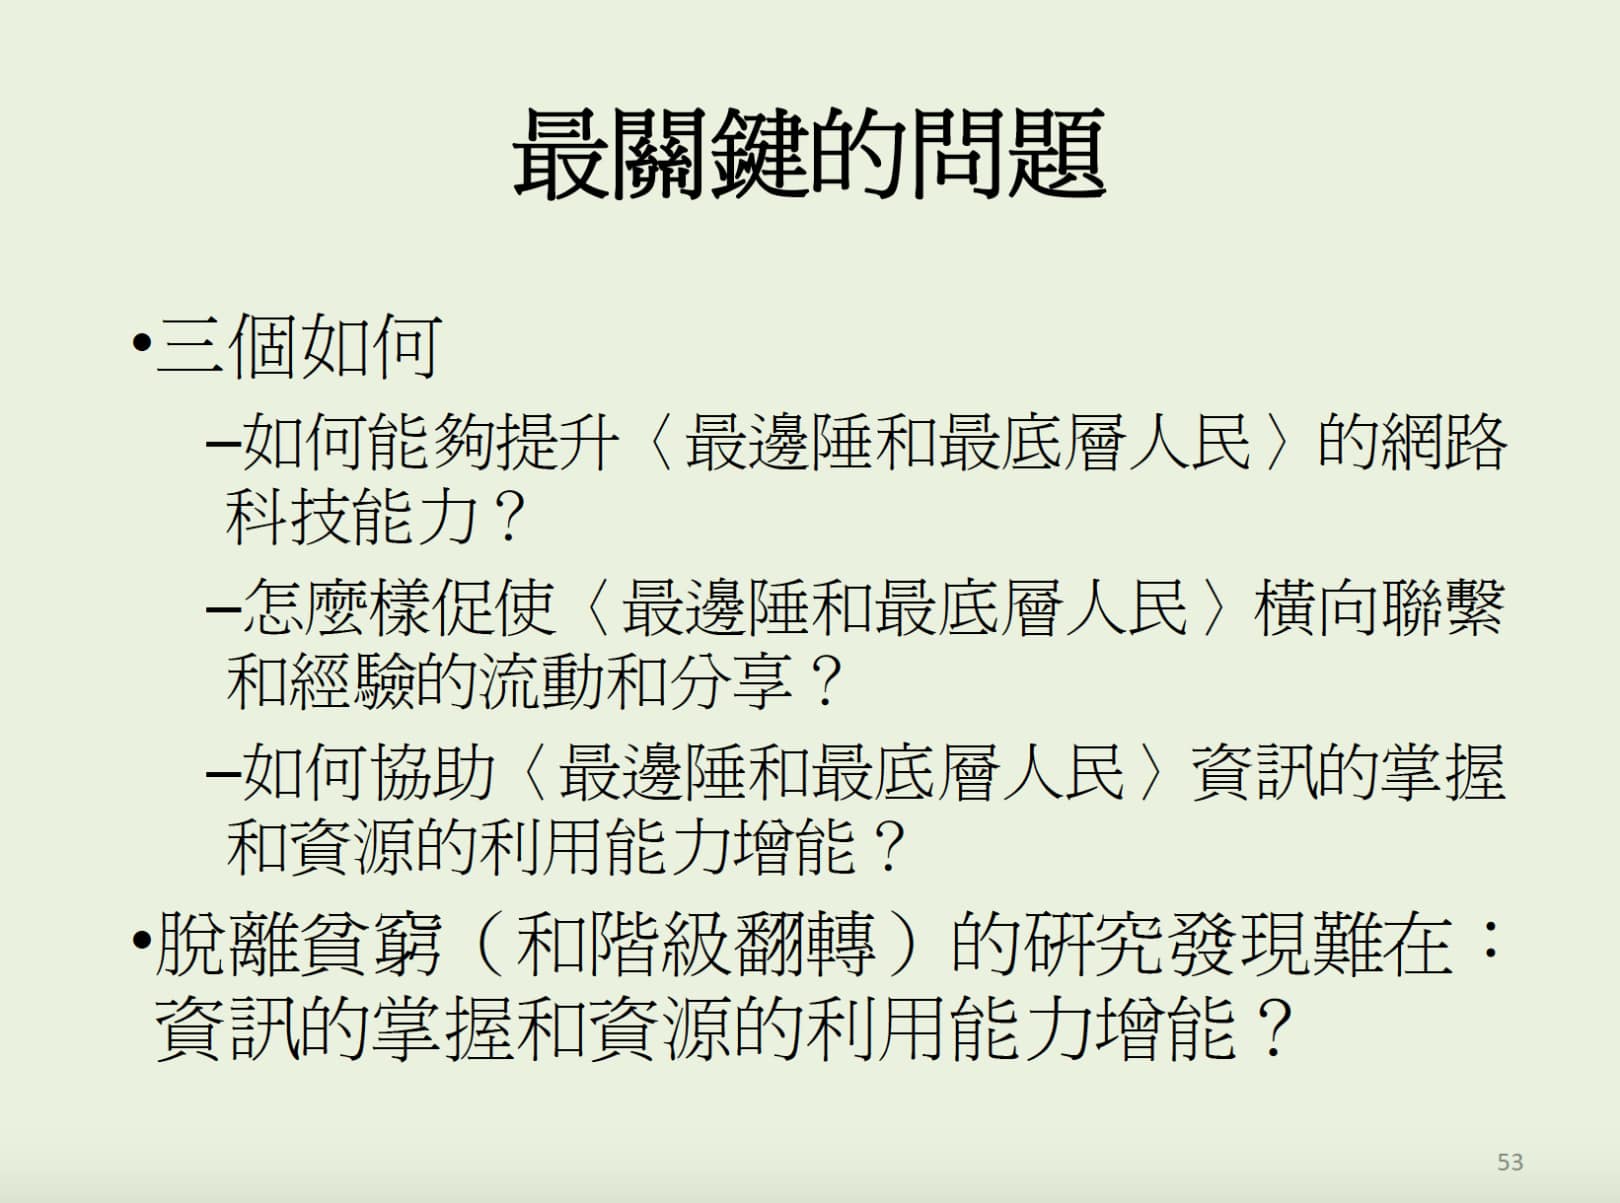 最關鍵的問題
•三個如何
–如何能夠提升〈最邊陲和最底層人民〉的網路
科技能力？
–怎麼樣促使〈最邊陲和最底層人民〉橫向聯繫
和經驗的流動和分享？
–如何協助〈最邊陲和最底層人民〉資訊的掌握
和資源的利用能力增能？
•脫離貧窮（和階級翻轉）的研究發現難在：
資訊的掌握和資源的利用能力增能？
53